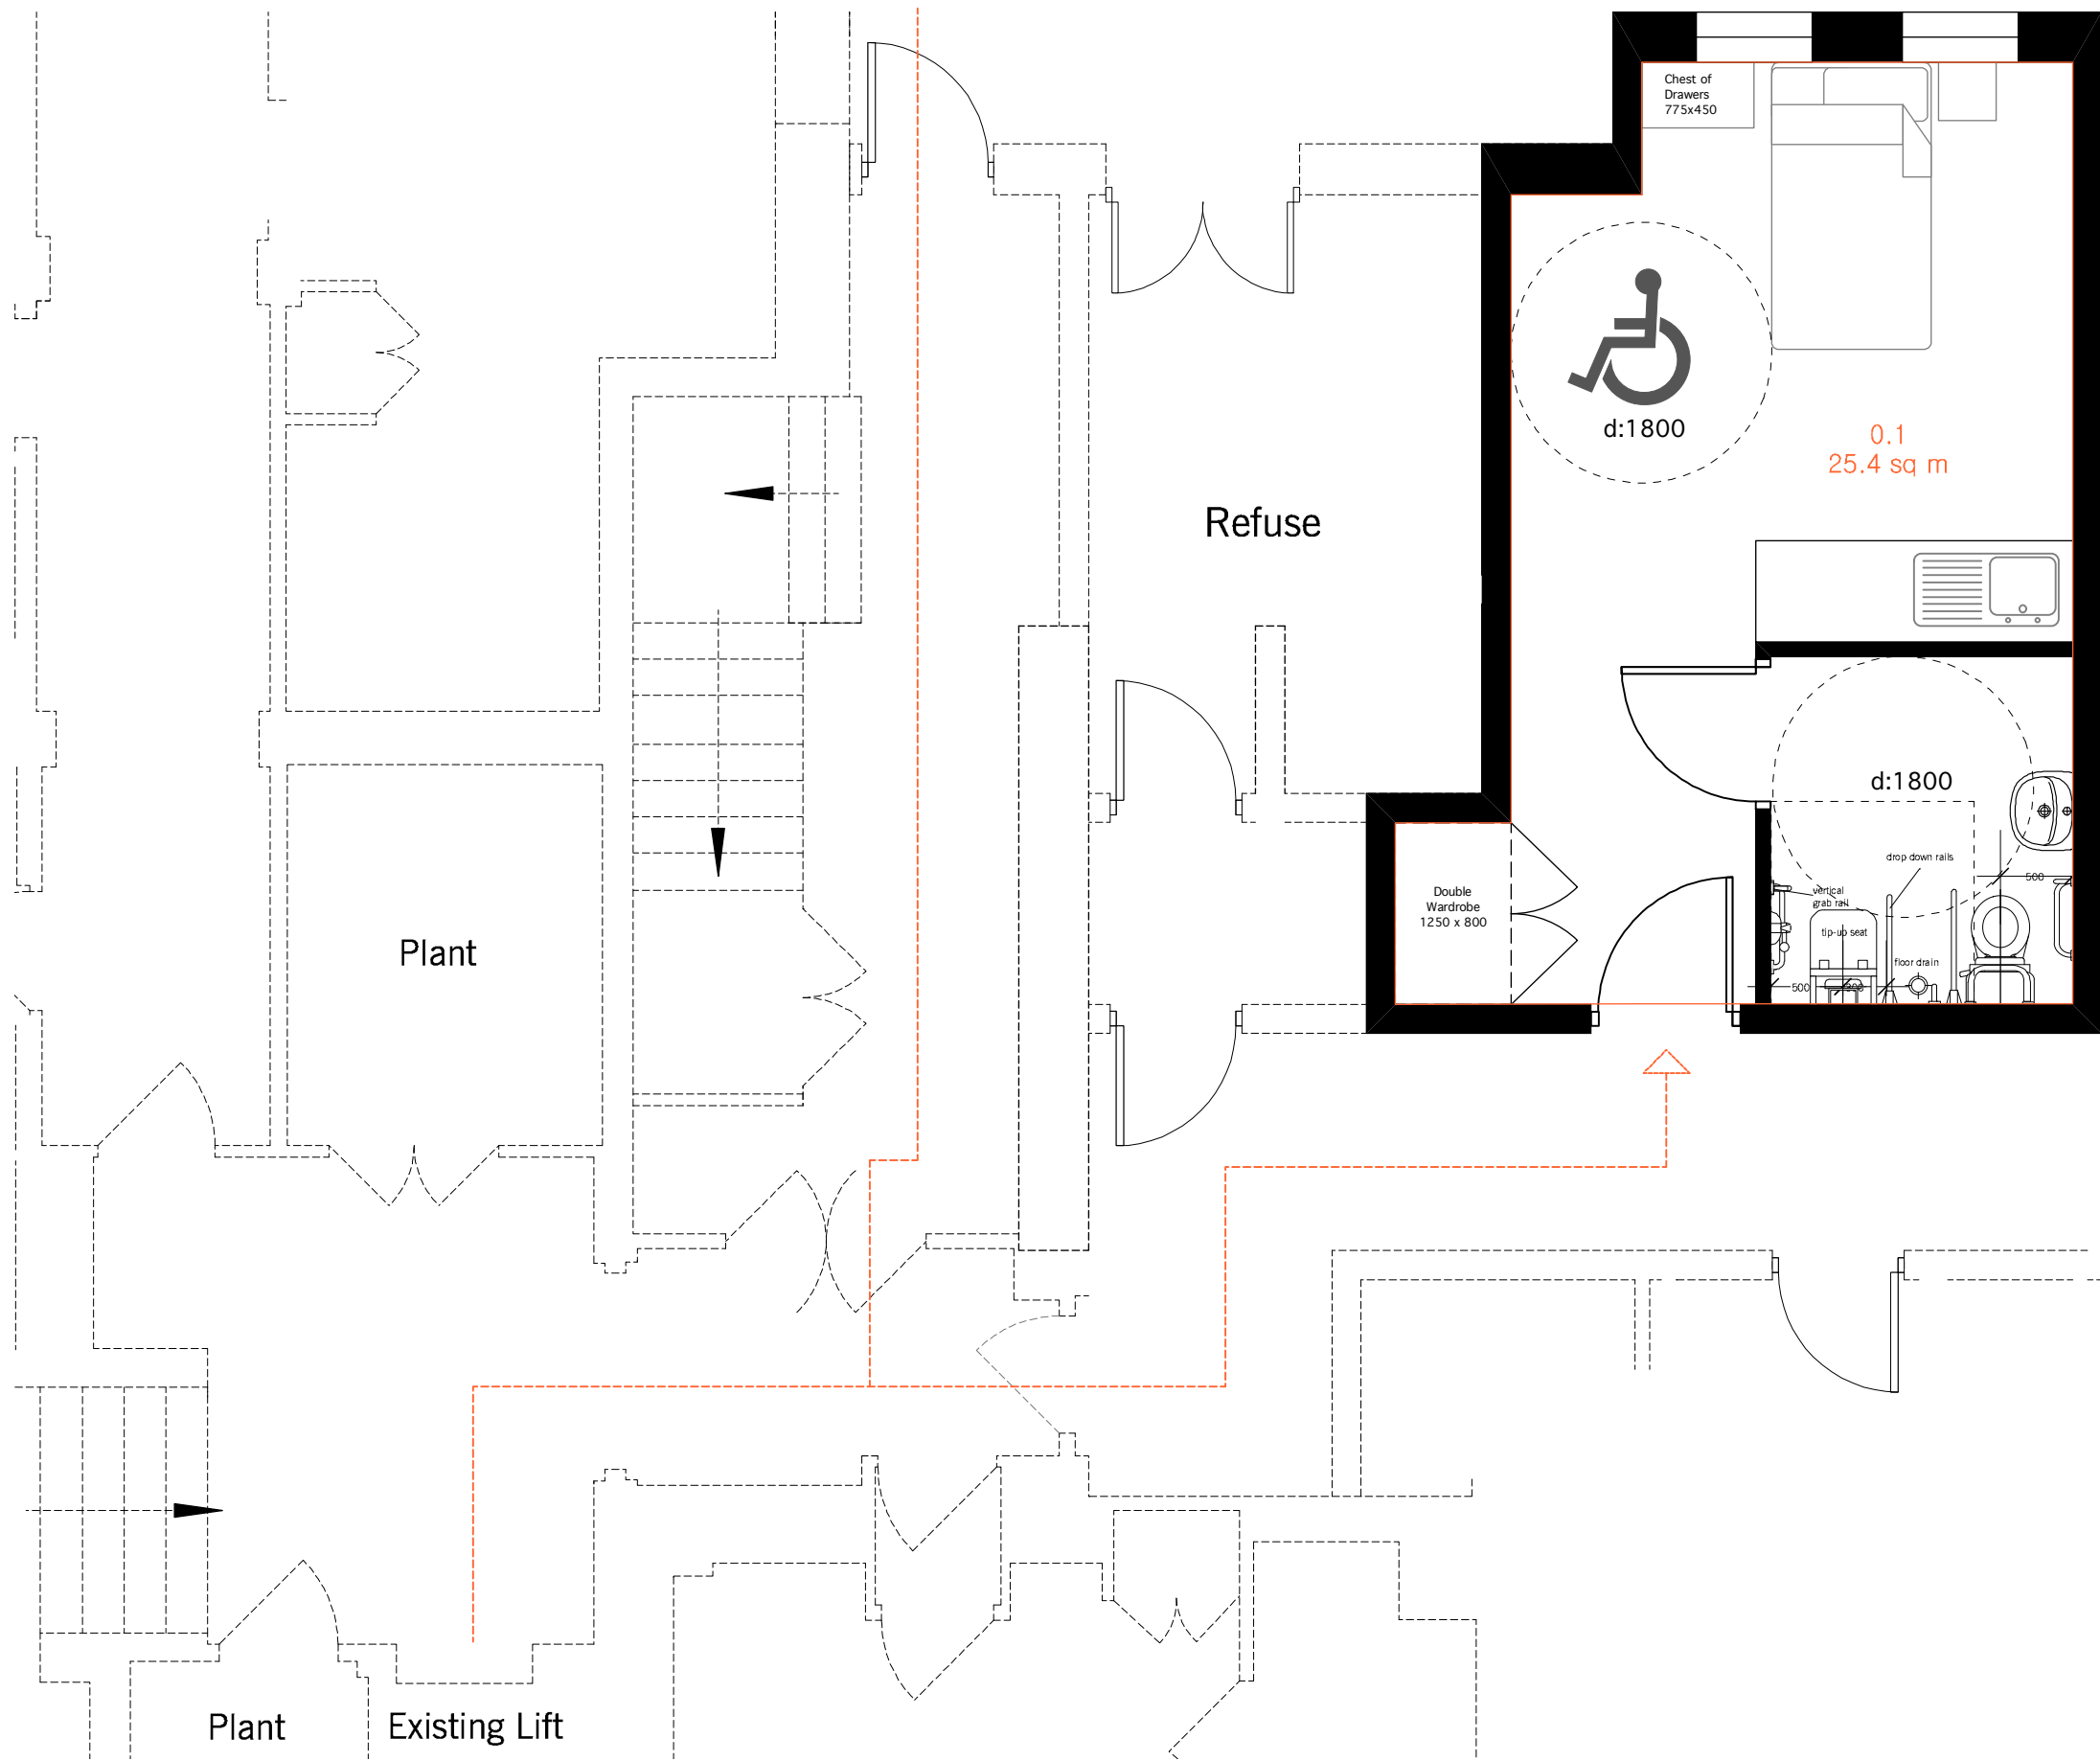 Chest of
Drawers
775x450
d:1800
0.1
25.4 sq m
Refuse
d:1800
drop down rails
500
vertical
grab rail
Double
Wardrobe
1250 x 800
tip-up seat
floor drain
500
Plant
Plant
Existing Lift